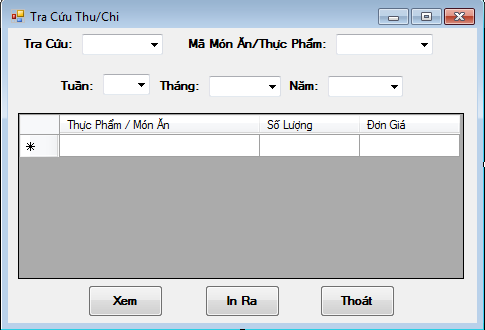 Tra Cứu Thu/Chi
Tra Cứu: Mã Món Ăn/Thực Phẩm:
Tuần: Tháng: Năm:
Thực Phẩm / Món Ăn Số Lượng Đơn Giá
Xem In Ra Thoát